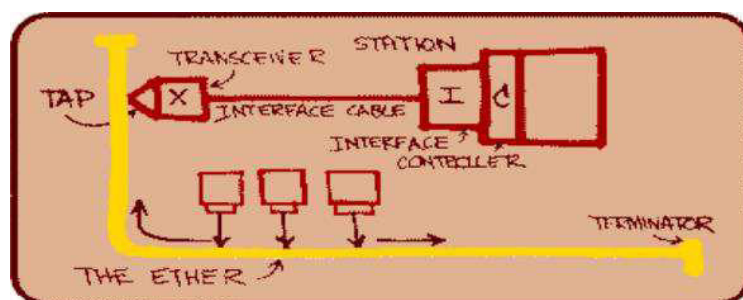 STATION
TRANSCEIVER
TAP
X
I
C
INTERFACE CABLE
INTERFACE
CONTROLLER
TERMINATOR
THE ETHER